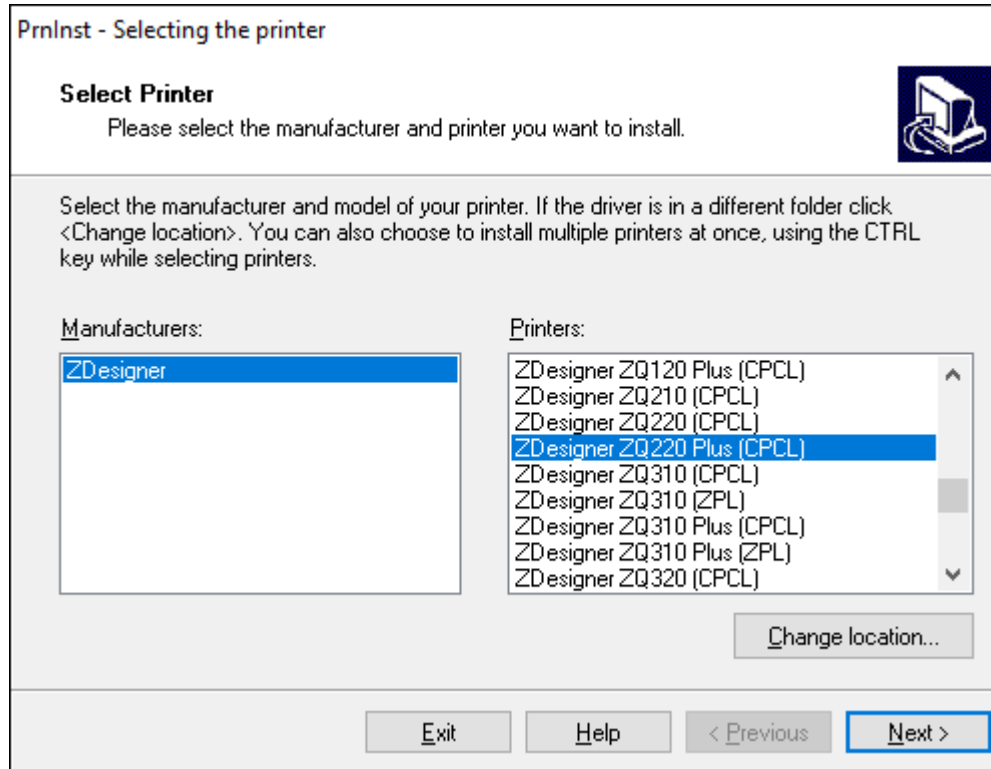 PrnInst - Selecting the printer
Select Printer
Please select the manufacturer and printer you want to install.
Select the manufacturer and model of your printer. If the driver is in a different folder click
<Change location>. You can also choose to install multiple printers at once, using the CTRL
key while selecting printers.
Manufacturers:
ZDesigner
Printers:
ZDesigner ZQ120 Plus (CPCL)
ZDesigner ZQ210 (CPCL)
ZDesigner ZQ220 (CPCL)
ZDesigner ZQ220 Plus (CPCL)
ZDesigner ZQ310 (CPCL)
ZDesigner ZQ310 (ZPL)
ZDesigner ZQ310 Plus (CPCL)
ZDesigner ZQ310 Plus (ZPL)
ZDesigner ZQ320 (CPCL)
Change location...
Exit
Help
< Previous
Next >